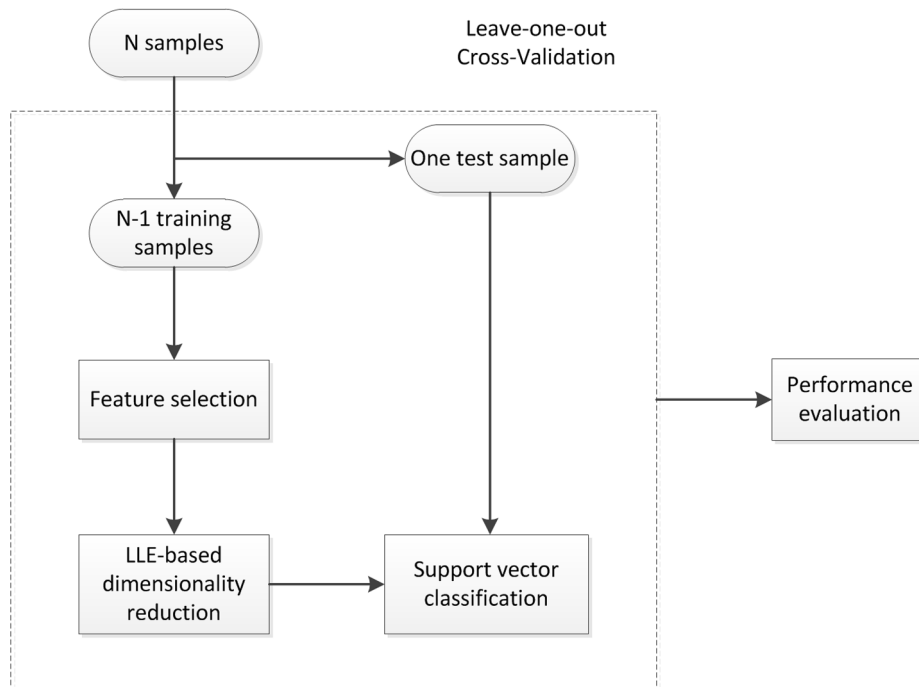 N samples
Leave-one-out
Cross-Validation
One test sample
N-1 training
samples
Feature selection
Performance
evaluation
LLE-based
dimensionality
reduction
Support vector
classification